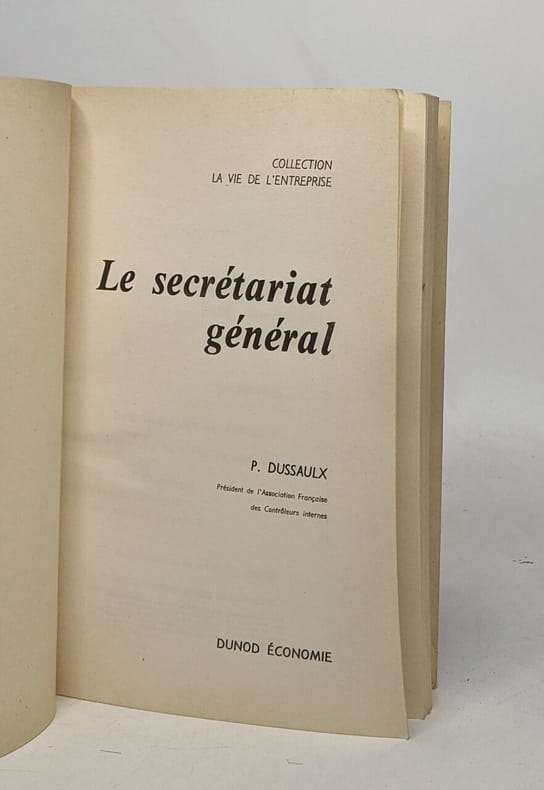 COLLECTION
LA VIE DE L'ENTREPRISE
Le secrétariat
général
P. DUSSAULX
Président de l'Association Française
des Contrôleurs internes
DUNOD ÉCONOMIE